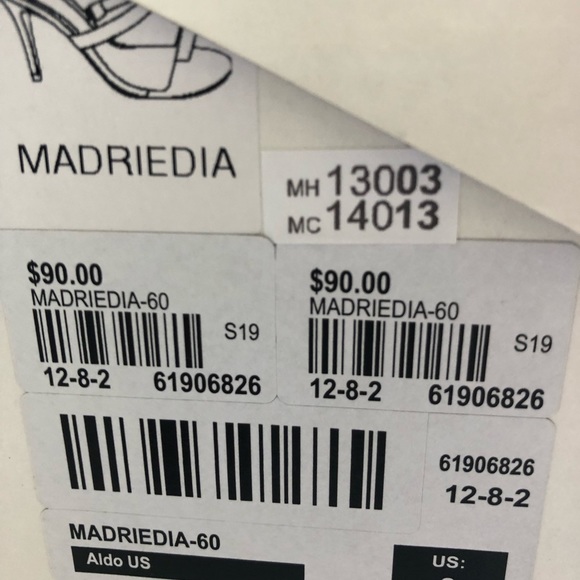 MADRIEDIA
MH 13003
MC 14013
$90.00
MADRIEDIA-60
S19
12-8-2 61906826
$90.00
MADRIEDIA-60
S19
12-8-2 61906826
61906826
12-8-2
MADRIEDIA-60
Aldo US
US: